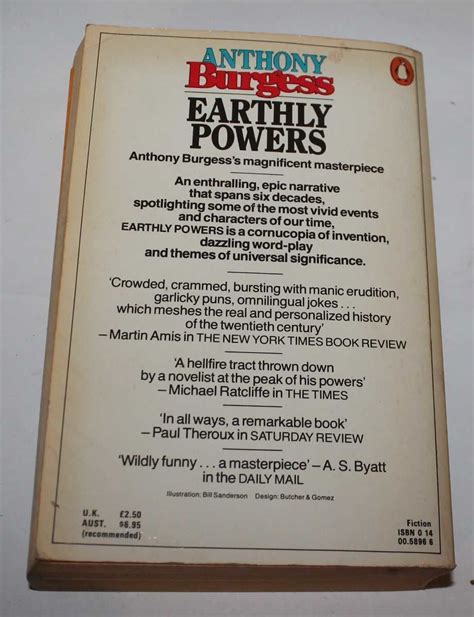 ANTHONY
Burgess
EARTHLY
POWERS
Anthony Burgess's magnificent masterpiece
An enthralling, epic narrative
that spans six decades,
spotlighting some of the most vivid events
and characters of our time,
EARTHLY POWERS is a cornucopia of invention,
dazzling word-play
and themes of universal significance.
'Crowded, crammed, bursting with manic erudition,
garlicky puns, omnilingual jokes...
which meshes the real and personalized history
of the twentieth century'
– Martin Amis in THE NEW YORK TIMES BOOK REVIEW
'A hellfire tract thrown down
by a novelist at the peak of his powers'
– Michael Ratcliffe in THE TIMES
'In all ways, a remarkable book'
– Paul Theroux in SATURDAY REVIEW
'Wildly funny... a masterpiece' – A. S. Byatt
in the DAILY MAIL
Illustration: Bill Sanderson Design: Butcher & Gomez
U.K. £2.50
AUST. $6.95
(recommended)
Fiction
ISBN 0 14
00.5896 6